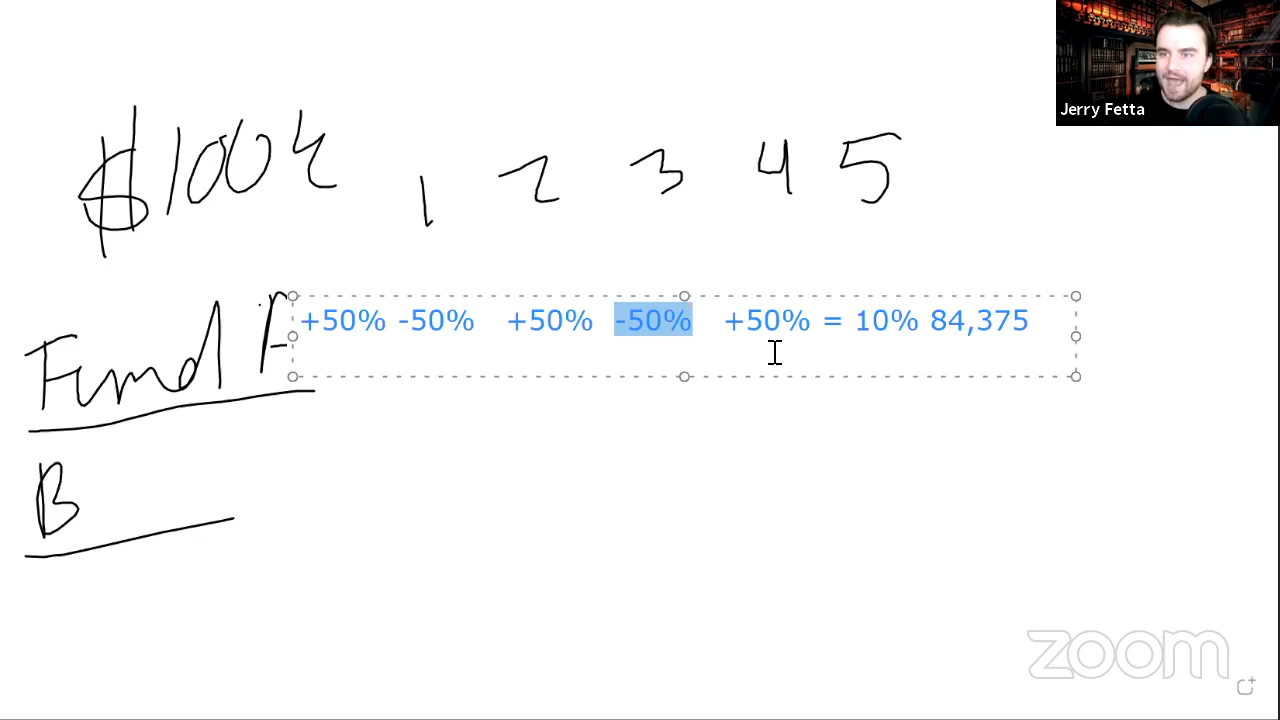 Jerry Fetta
$100k 1 2 3 4 5
Fund A +50% -50% +50% -50% +50% = 10% 84,375
B
zoom